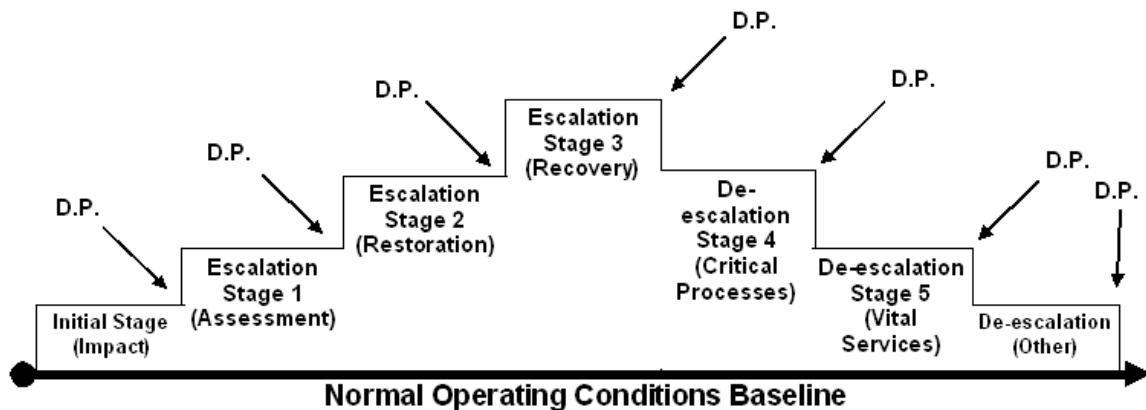 D.P.
D.P.
D.P.
D.P.
D.P.
D.P.
D.P.
Initial Stage
(Impact)
Escalation
Stage 1
(Assessment)
Escalation
Stage 2
(Restoration)
Escalation
Stage 3
(Recovery)
De-
escalation
Stage 4
(Critical
Processes)
De-escalation
Stage 5
(Vital
Services)
De-escalation
(Other)
Normal Operating Conditions Baseline